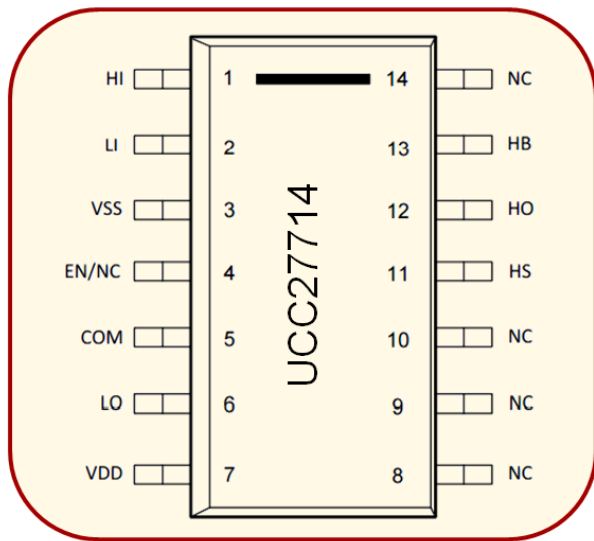 HI 1 14 NC
LI 2 13 HB
VSS 3 12 HO
EN/NC 4 11 HS
COM 5 10 NC
LO 6 9 NC
VDD 7 8 NC
UCC27714